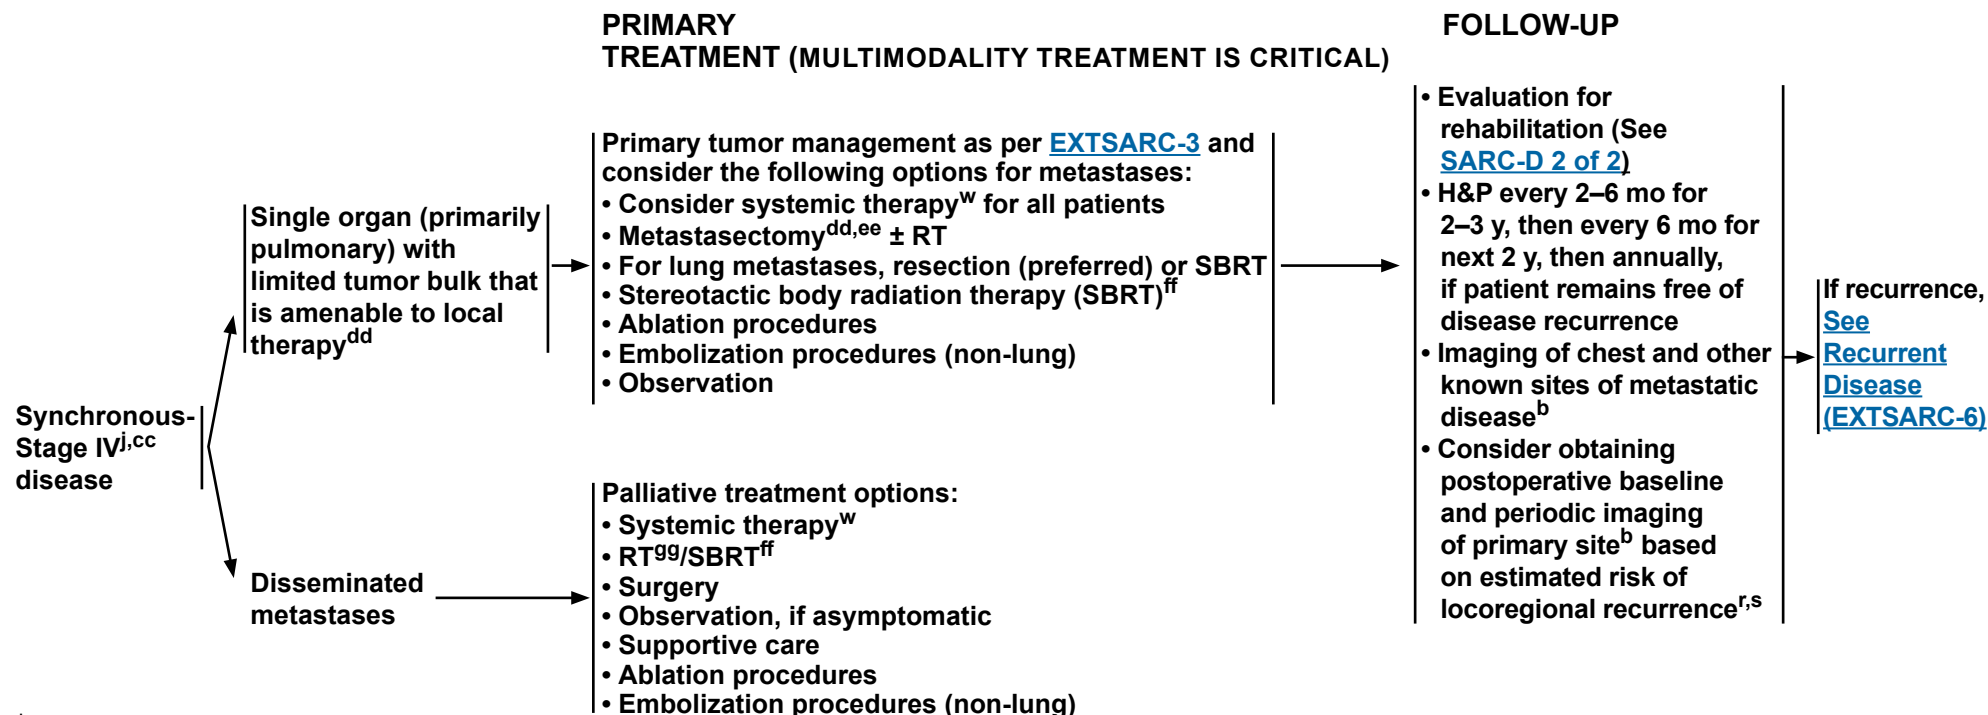 PRIMARY
TREATMENT (MULTIMODALITY TREATMENT IS CRITICAL)
FOLLOW-UP
Synchronous-
Stage IVj,cc
disease
Single organ (primarily
pulmonary) with
limited tumor bulk that
is amenable to local
therapydd
Primary tumor management as per EXTSARC-3 and
consider the following options for metastases:
• Consider systemic therapyw for all patients
• Metastasectomydd,ee ± RT
• For lung metastases, resection (preferred) or SBRT
• Stereotactic body radiation therapy (SBRT)ff
• Ablation procedures
• Embolization procedures (non-lung)
• Observation
Disseminated
metastases
Palliative treatment options:
• Systemic therapyw
• RTgg/SBRTff
• Surgery
• Observation, if asymptomatic
• Supportive care
• Ablation procedures
• Embolization procedures (non-lung)
• Evaluation for
rehabilitation (See
SARC-D 2 of 2)
• H&P every 2–6 mo for
2–3 y, then every 6 mo for
next 2 y, then annually,
if patient remains free of
disease recurrence
• Imaging of chest and other
known sites of metastatic
diseaseb
• Consider obtaining
postoperative baseline
and periodic imaging
of primary siteb based
on estimated risk of
locoregional recurrencer,s
If recurrence,
See
Recurrent
Disease
(EXTSARC-6)